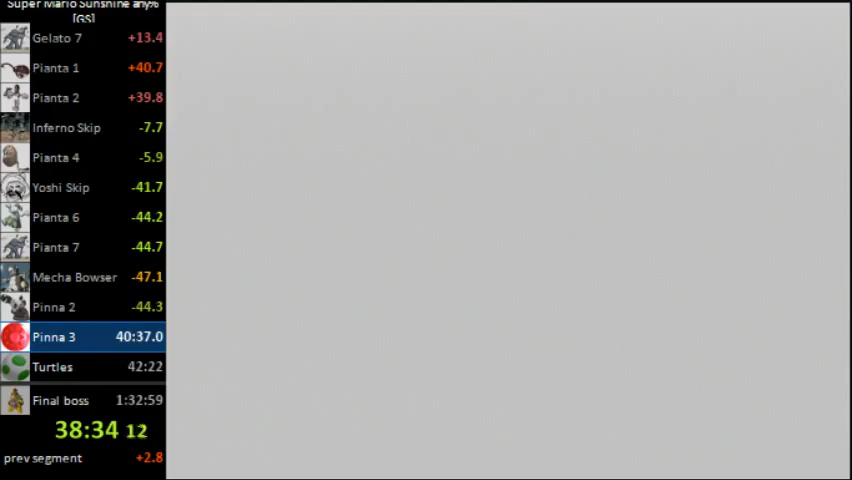 Super Mario Sunshine any%
[GS]
Gelato 7 +13.4
Pianta 1 +40.7
Pianta 2 +39.8
Inferno Skip -7.7
Pianta 4 -5.9
Yoshi Skip -41.7
Pianta 6 -44.2
Pianta 7 -44.7
Mecha Bowser -47.1
Pinna 2 -44.3
Pinna 3 40:37.0
Turtles 42:22
Final boss 1:32:59
38:34 12
prev segment +2.8